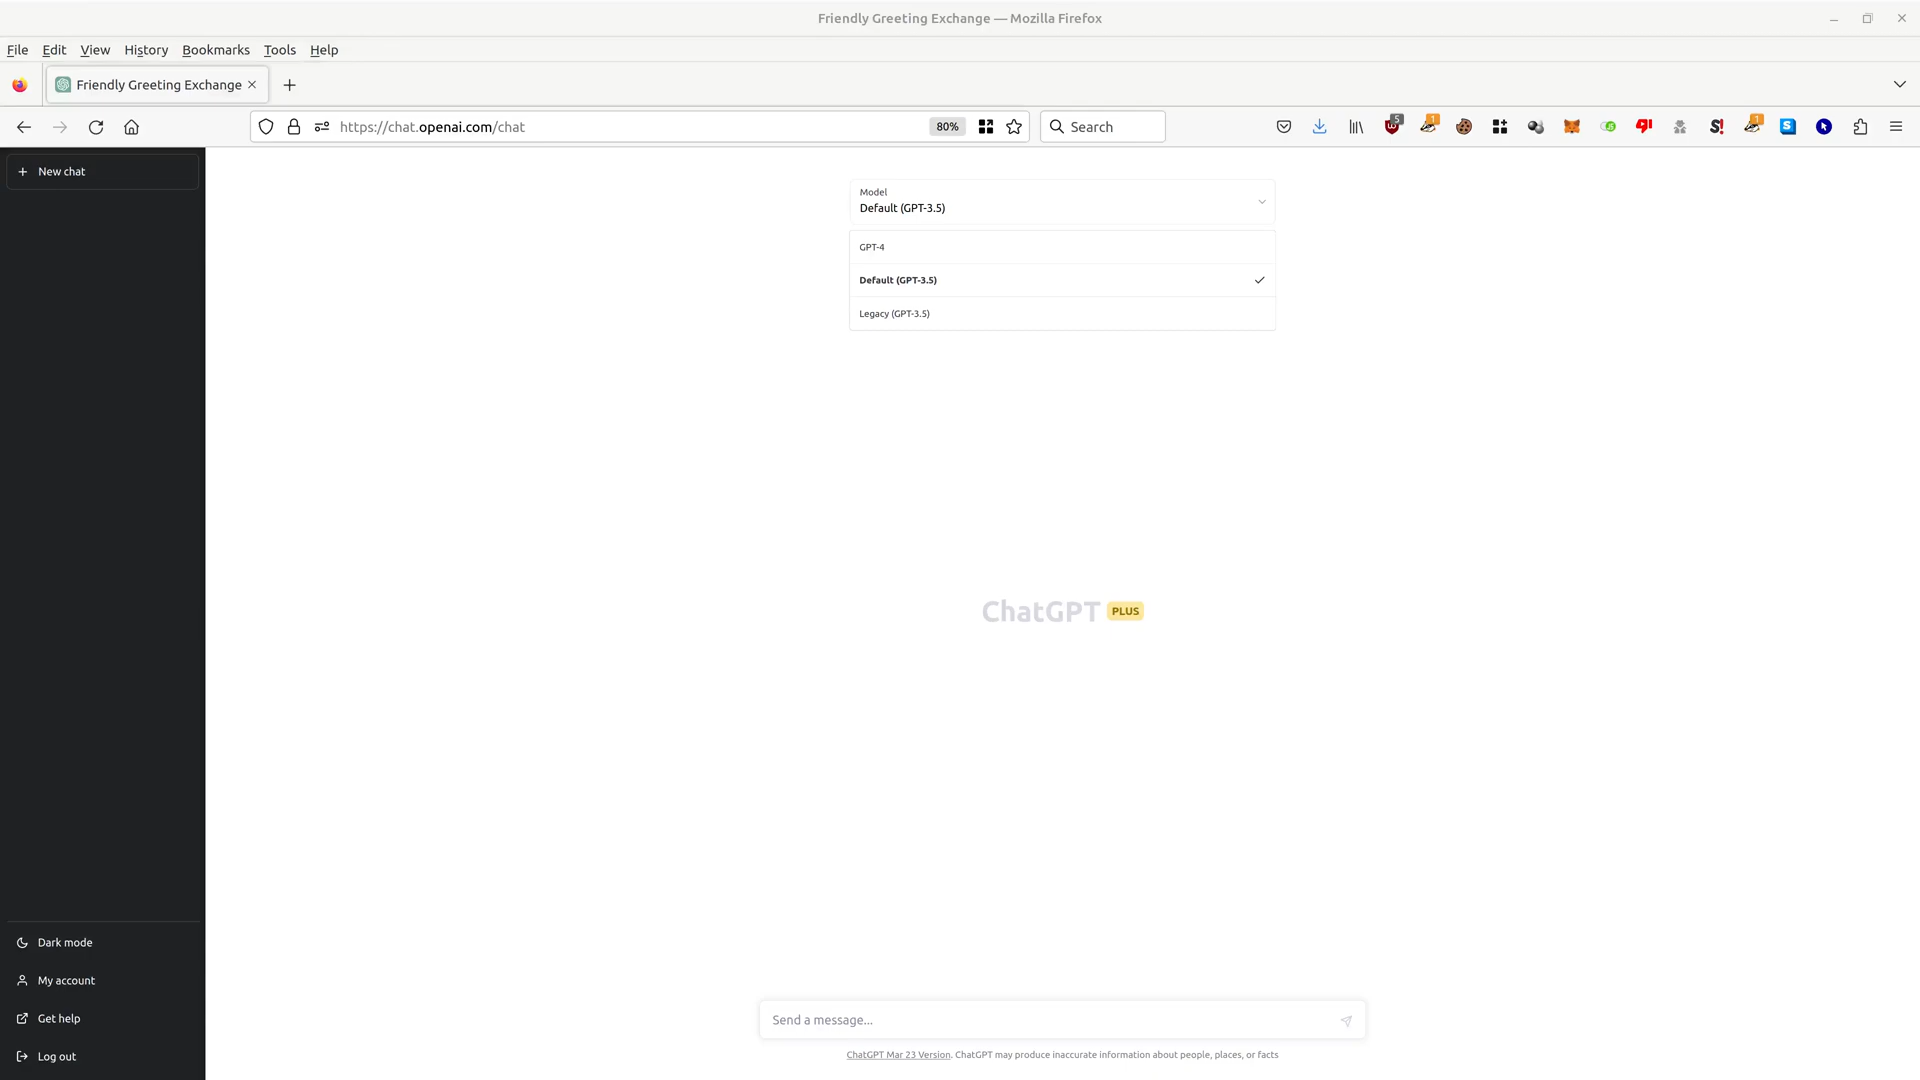 Friendly Greeting Exchange — Mozilla Firefox
File Edit View History Bookmarks Tools Help
Friendly Greeting Exchange
https://chat.openai.com/chat
80%
Search
5
1
S!
1
S
New chat
Model
Default (GPT-3.5)
GPT-4
Default (GPT-3.5)
Legacy (GPT-3.5)
ChatGPT PLUS
Dark mode
My account
Get help
Log out
Send a message...
ChatGPT Mar 23 Version. ChatGPT may produce inaccurate information about people, places, or facts